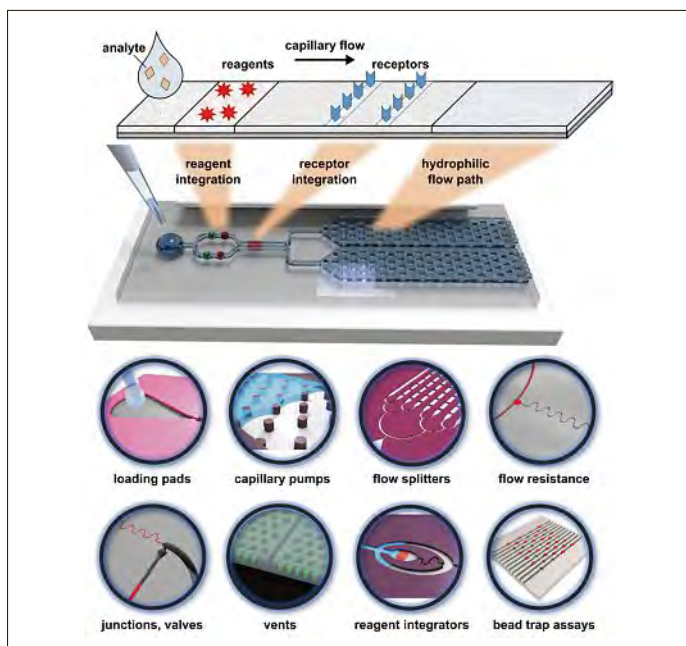 analyte
reagents
capillary flow
receptors
reagent
integration
receptor
integration
hydrophilic
flow path
loading pads
capillary pumps
flow splitters
flow resistance
junctions, valves
vents
reagent integrators
bead trap assays